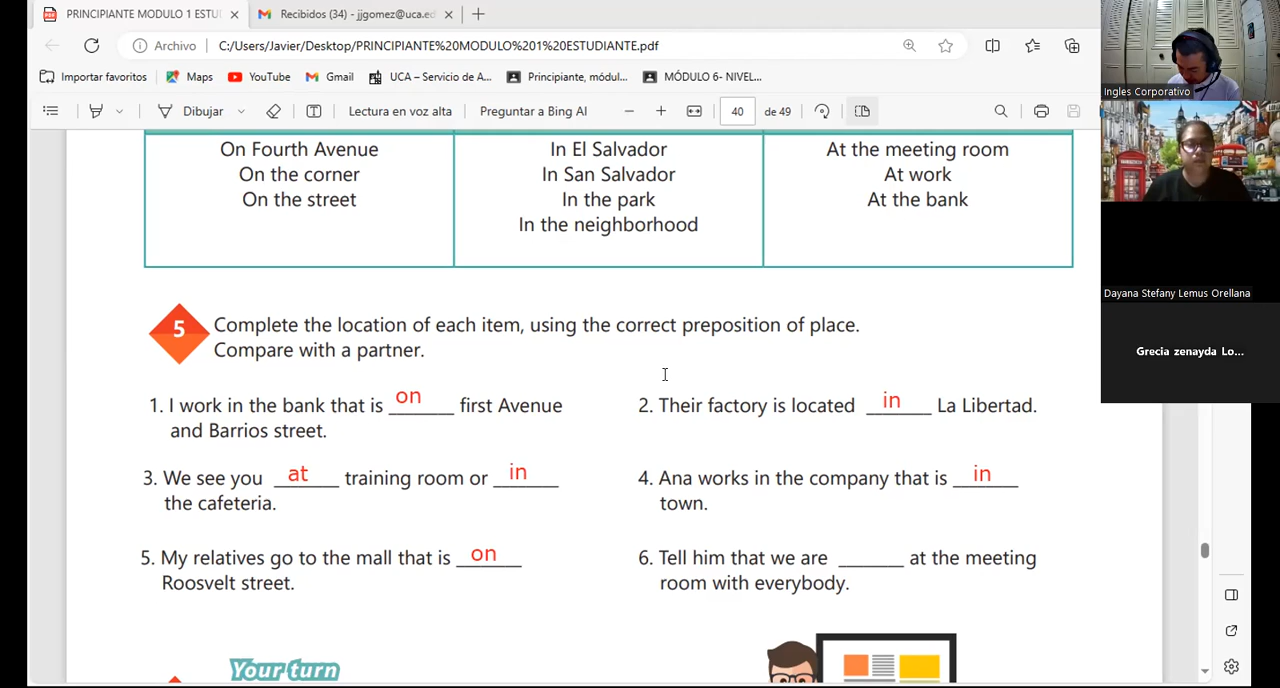 PRINCIPIANTE MODULO 1 ESTU
Recibidos (34) - jjgomez@uca.ed
Archivo
C:/Users/Javier/Desktop/PRINCIPIANTE%20MODULO%201%20ESTUDIANTE.pdf
Importar favoritos
Maps
YouTube
Gmail
UCA – Servicio de A...
Principiante, módul...
MÓDULO 6- NIVEL...
Dibujar
Lectura en voz alta
Preguntar a Bing AI
40
de 49
Ingles Corporativo
Dayana Stefany Lemus Orellana
Grecia zenayda Lo...
On Fourth Avenue
On the corner
On the street
In El Salvador
In San Salvador
In the park
In the neighborhood
At the meeting room
At work
At the bank
5
Complete the location of each item, using the correct preposition of place.
Compare with a partner.
1. I work in the bank that is on first Avenue
and Barrios street.
2. Their factory is located in La Libertad.
3. We see you at training room or in
the cafeteria.
4. Ana works in the company that is in
town.
5. My relatives go to the mall that is on
Roosvelt street.
6. Tell him that we are _______ at the meeting
room with everybody.
Your turn